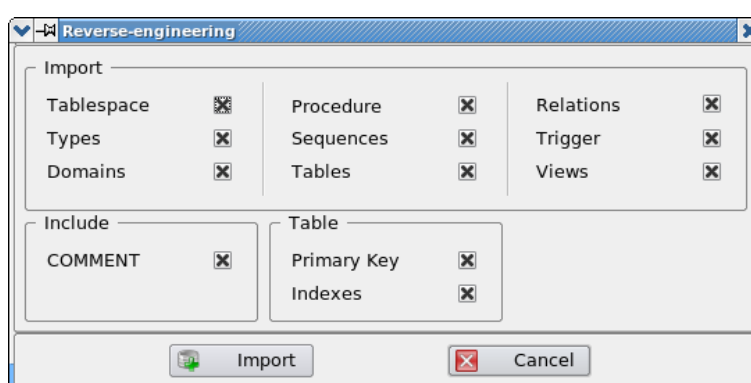 Reverse-engineering
Import
Tablespace Procedure Relations
Types Sequences Trigger
Domains Tables Views
Include Table
COMMENT Primary Key
Indexes
Import Cancel